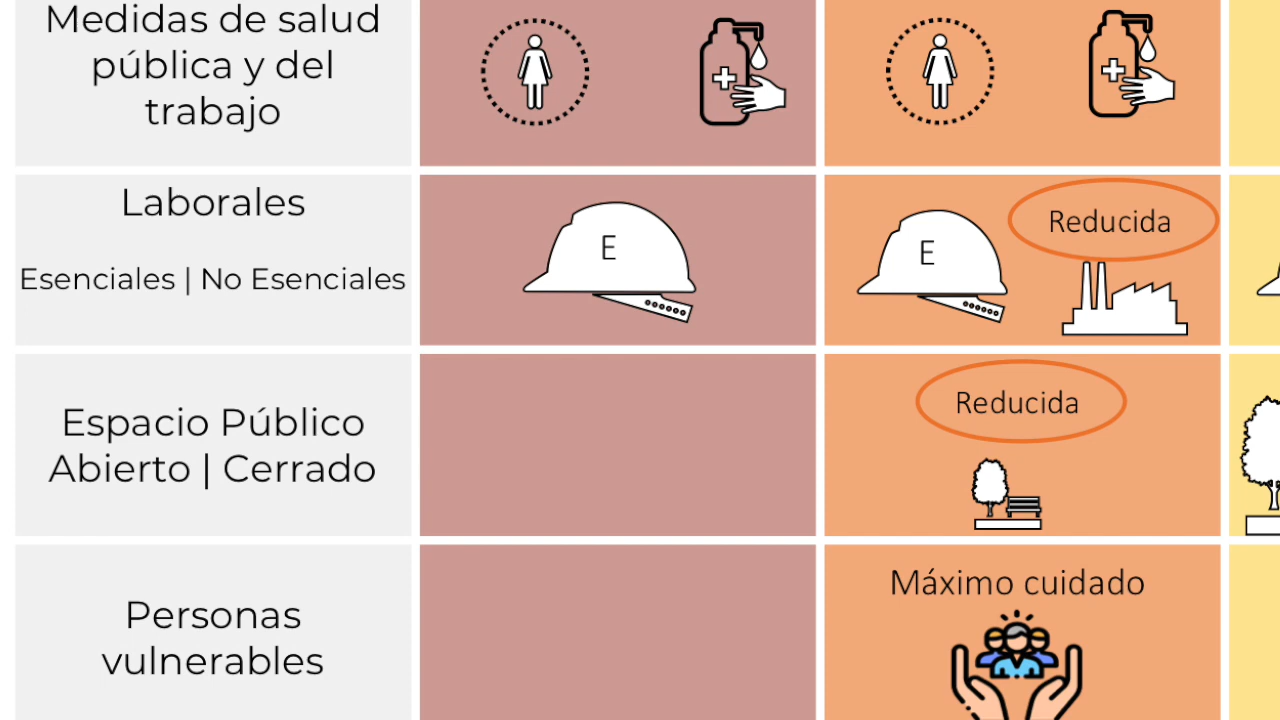 Medidas de salud
pública y del
trabajo
Laborales
Esenciales | No Esenciales
E
E
Reducida
Espacio Público
Abierto | Cerrado
Reducida
Personas
vulnerables
Máximo cuidado